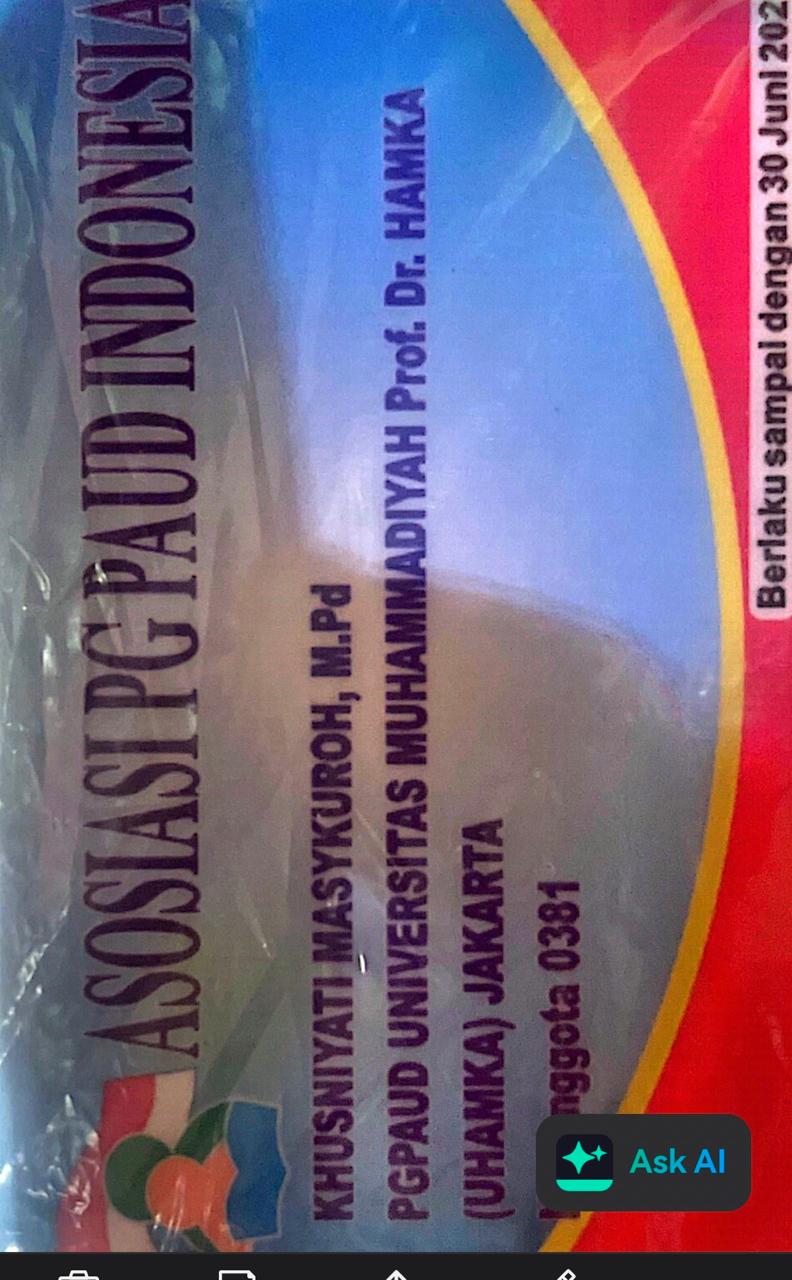 ASOSIASI PG PAUD INDONESIA
KHUSNIYATI MASYKUROH, M.Pd
PGPAUD UNIVERSITAS MUHAMMADIYAH Prof. Dr. HAMKA
(UHAMKA) JAKARTA
0381
Berlaku sampai dengan 30 Juni 202
Ask AI